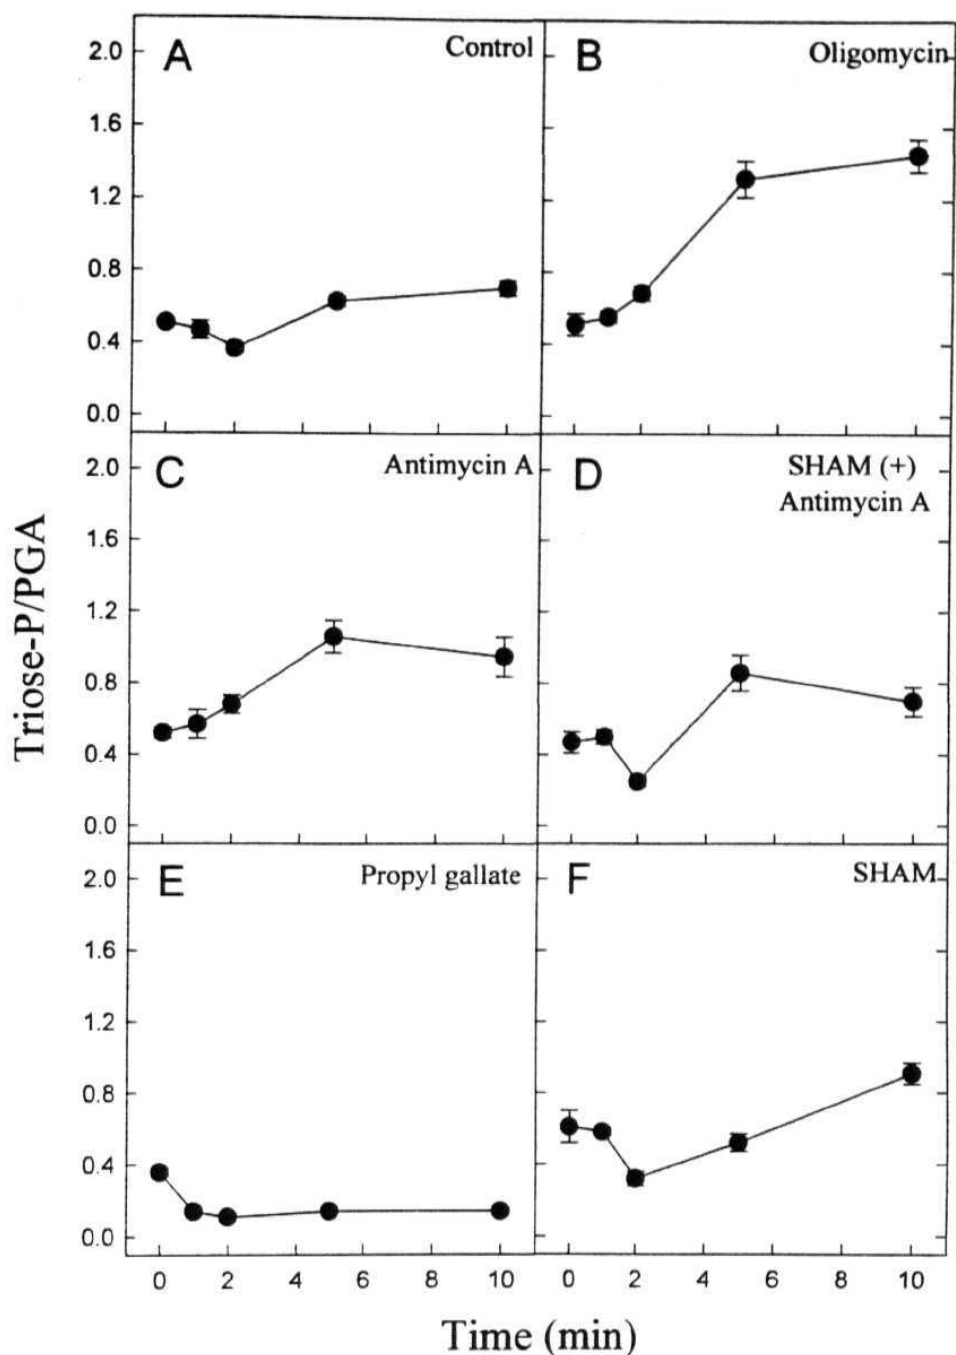 A
Control
2.0
1.6
1.2
0.8
0.4
0.0
B
Oligomycin
C
Antimycin A
2.0
1.6
1.2
0.8
0.4
0.0
D
SHAM (+)
Antimycin A
E
Propyl gallate
2.0
1.6
1.2
0.8
0.4
0.0
0 2 4 6 8 10
F
SHAM
0 2 4 6 8 10
Triose-P/PGA
Time (min)